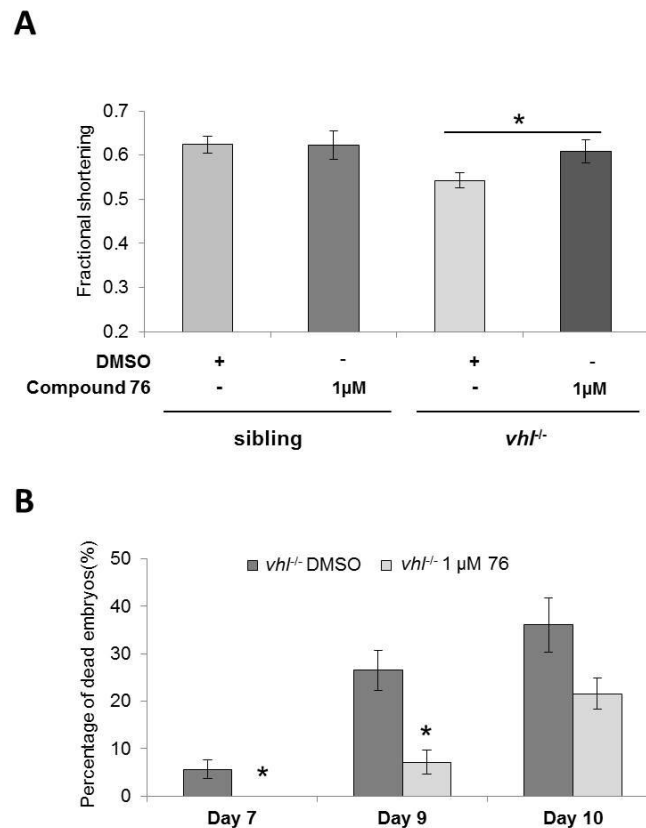 A
Fractional shortening
0.7
*
0.6
0.5
0.4
0.3
0.2
DMSO + - + -
Compound 76 - 1µM - 1µM
sibling vhl-/-
B
Percentage of dead embryos(%)
50
vhl-/- DMSO vhl-/- 1 µM 76
40
30
20
*
10
*
0
Day 7 Day 9 Day 10